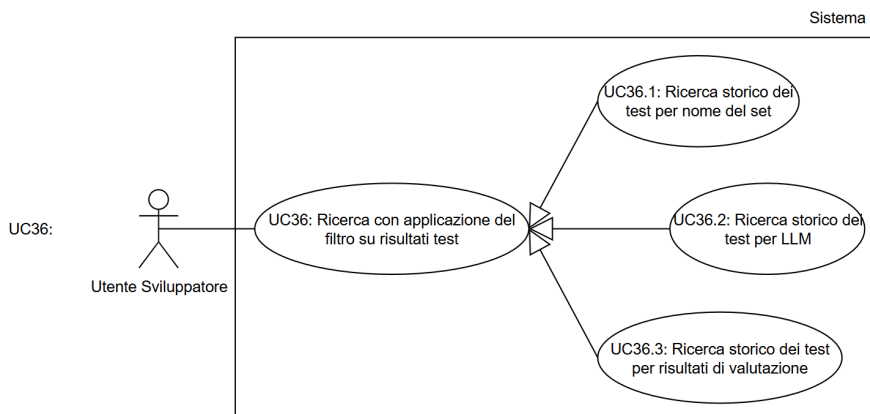 Sistema
UC36.1: Ricerca storico dei
test per nome del set
UC36:
Utente Sviluppatore
UC36: Ricerca con applicazione del
filtro su risultati test
UC36.2: Ricerca storico dei
test per LLM
UC36.3: Ricerca storico dei test
per risultati di valutazione